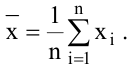 x̄ = 1/n ∑_{i=1}^{n} x_i .